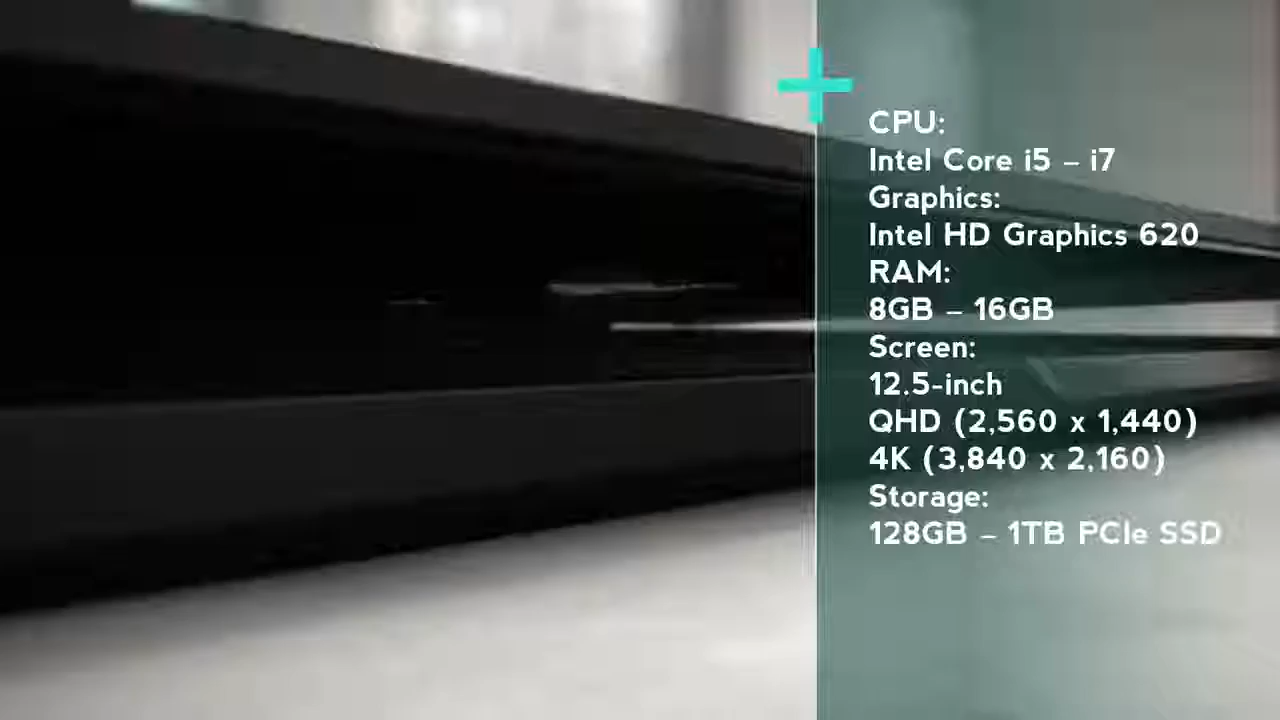 CPU:
Intel Core i5 – i7
Graphics:
Intel HD Graphics 620
RAM:
8GB – 16GB
Screen:
12.5-inch
QHD (2,560 x 1,440)
4K (3,840 x 2,160)
Storage:
128GB – 1TB PCIe SSD